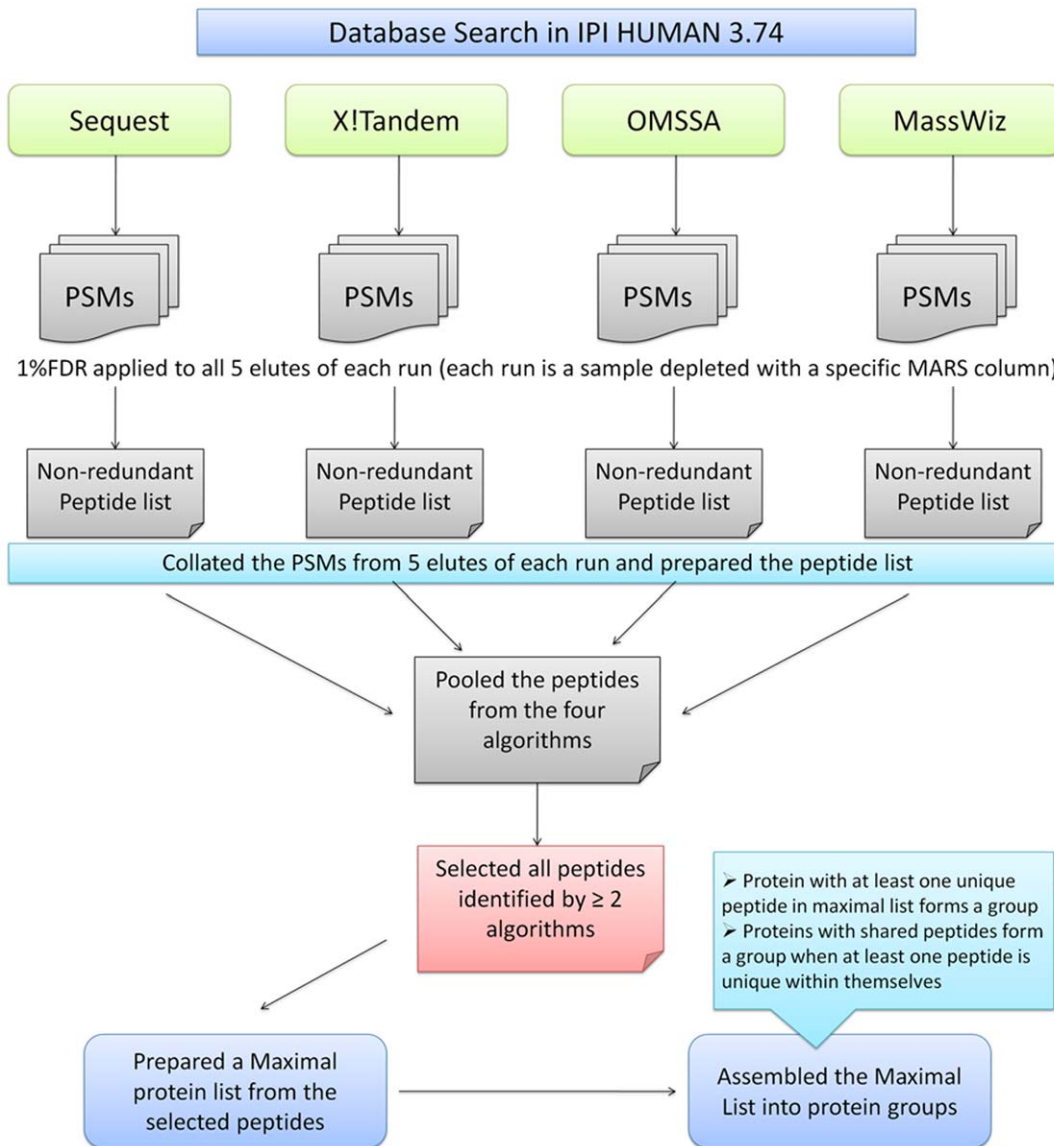 Database Search in IPI HUMAN 3.74
Sequest
X!Tandem
OMSSA
MassWiz
PSMs
PSMs
PSMs
PSMs
1%FDR applied to all 5 elutes of each run (each run is a sample depleted with a specific MARS column)
Non-redundant
Peptide list
Non-redundant
Peptide list
Non-redundant
Peptide list
Non-redundant
Peptide list
Collated the PSMs from 5 elutes of each run and prepared the peptide list
Pooled the peptides
from the four
algorithms
Selected all peptides
identified by ≥ 2
algorithms
➢ Protein with at least one unique
peptide in maximal list forms a group
➢ Proteins with shared peptides form
a group when at least one peptide is
unique within themselves
Prepared a Maximal
protein list from the
selected peptides
Assembled the Maximal
List into protein groups